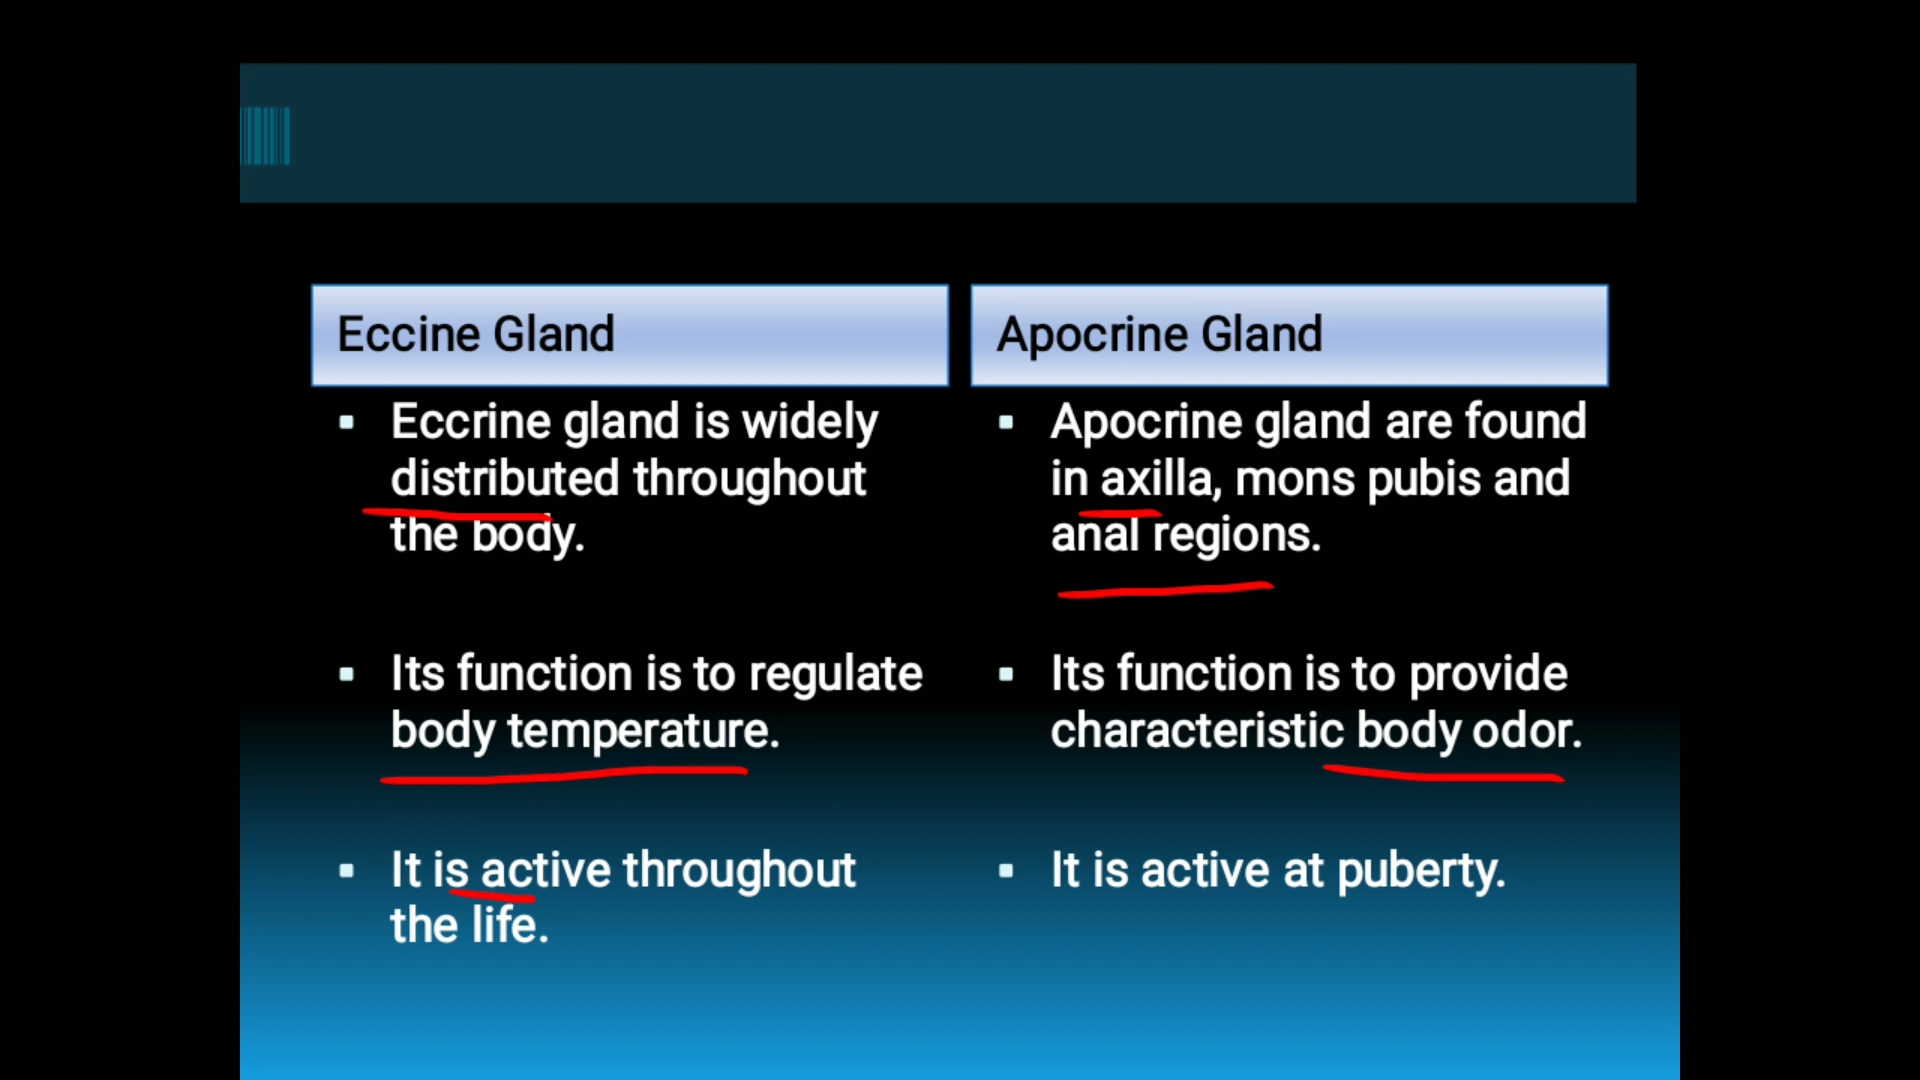 Eccine Gland
Eccrine gland is widely
distributed throughout
the body.
Its function is to regulate
body temperature.
It is active throughout
the life.
Apocrine Gland
Apocrine gland are found
in axilla, mons pubis and
anal regions.
Its function is to provide
characteristic body odor.
It is active at puberty.